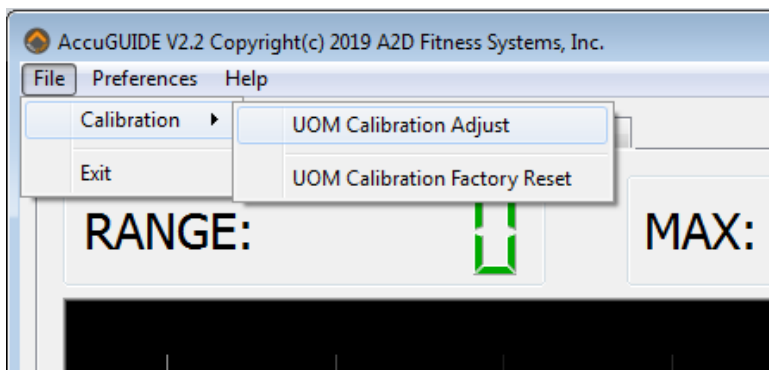 AccuGUIDE V2.2 Copyright(c) 2019 A2D Fitness Systems, Inc.
File Preferences Help
Calibration UOM Calibration Adjust
Exit UOM Calibration Factory Reset
RANGE: 0 MAX: